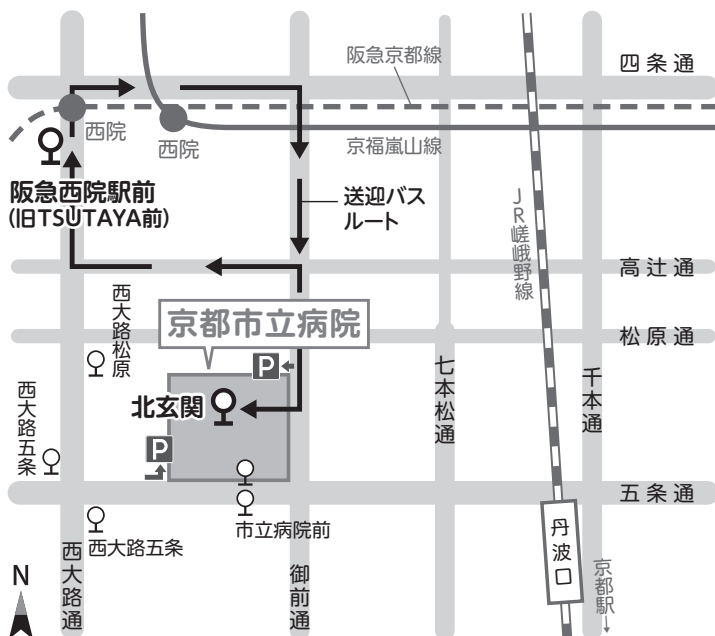 阪急京都線
四条通
西院
西院
京福嵐山線
阪急西院駅前
(旧TSUTAYA前)
送迎バス
ルート
JR嵯峨野線
高辻通
西大路松原
京都市立病院
松原通
P
七本松通
千本通
北玄関
西大路五条
P
五条通
市立病院前
西大路五条
丹波口
西大路通
御前通
京都駅→
N